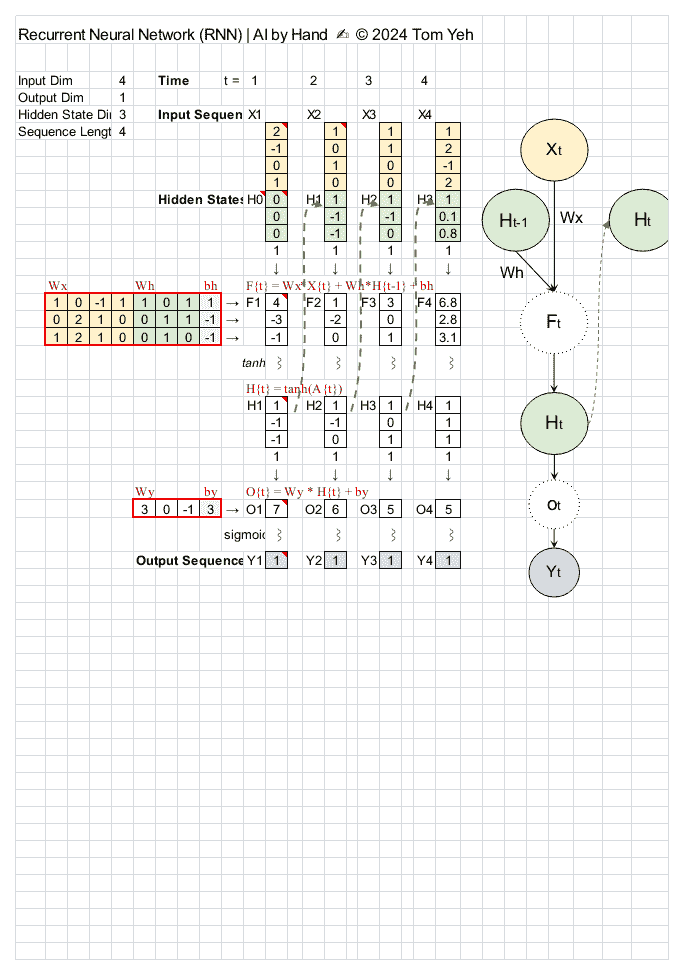 Recurrent Neural Network (RNN) | AI by Hand ✍ © 2024 Tom Yeh
Input Dim 4 Time t = 1 2 3 4
Output Dim 1
Hidden State Di 3 Input Sequen X1 X2 X3 X4
Sequence Lengt 4 2 1 1 1
-1 0 1 2
0 1 0 -1
1 0 1 2
Hidden States H0 0 H1 1 H2 1 H3 1
0 -1 -1 0.1
0 -1 0 0.8
1 1 1 1
↓ ↓ ↓ ↓
Wx Wh bh F{t} = Wx*X{t} + Wh*H{t-1} + bh
1 0 -1 1 1 0 1 1 → F1 4 F2 1 F3 3 F4 6.8
0 2 1 0 0 1 1 -1 → -3 -2 0 2.8
1 2 1 0 0 1 0 -1 → -1 0 1 3.1
tanh
H{t} = tanh(A{t})
H1 1 H2 1 H3 1 H4 1
-1 -1 0 1
-1 0 1 1
1 1 1 1
↓ ↓ ↓ ↓
Wy by O{t} = Wy * H{t} + by
3 0 -1 3 → O1 7 O2 6 O3 5 O4 5
sigmoi
Output Sequence Y1 1 Y2 1 Y3 1 Y4 1
Xt
Ht-1 Wx Ht
Wh
Ft
Ht
Ot
Yt